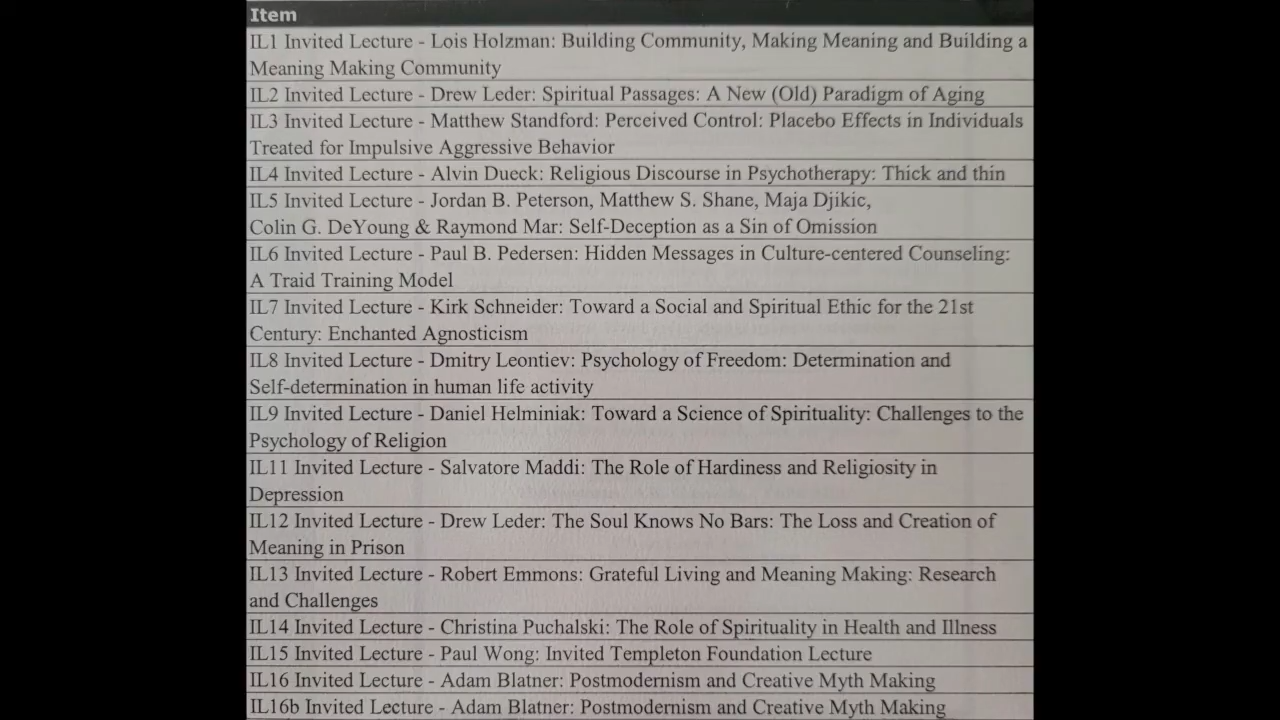 Item
IL1 Invited Lecture - Lois Holzman: Building Community, Making Meaning and Building a
Meaning Making Community
IL2 Invited Lecture - Drew Leder: Spiritual Passages: A New (Old) Paradigm of Aging
IL3 Invited Lecture - Matthew Standford: Perceived Control: Placebo Effects in Individuals
Treated for Impulsive Aggressive Behavior
IL4 Invited Lecture - Alvin Dueck: Religious Discourse in Psychotherapy: Thick and thin
IL5 Invited Lecture - Jordan B. Peterson, Matthew S. Shane, Maja Djikic,
Colin G. DeYoung & Raymond Mar: Self-Deception as a Sin of Omission
IL6 Invited Lecture - Paul B. Pedersen: Hidden Messages in Culture-centered Counseling:
A Traid Training Model
IL7 Invited Lecture - Kirk Schneider: Toward a Social and Spiritual Ethic for the 21st
Century: Enchanted Agnosticism
IL8 Invited Lecture - Dmitry Leontiev: Psychology of Freedom: Determination and
Self-determination in human life activity
IL9 Invited Lecture - Daniel Helminiak: Toward a Science of Spirituality: Challenges to the
Psychology of Religion
IL11 Invited Lecture - Salvatore Maddi: The Role of Hardiness and Religiosity in
Depression
IL12 Invited Lecture - Drew Leder: The Soul Knows No Bars: The Loss and Creation of
Meaning in Prison
IL13 Invited Lecture - Robert Emmons: Grateful Living and Meaning Making: Research
and Challenges
IL14 Invited Lecture - Christina Puchalski: The Role of Spirituality in Health and Illness
IL15 Invited Lecture - Paul Wong: Invited Templeton Foundation Lecture
IL16 Invited Lecture - Adam Blatner: Postmodernism and Creative Myth Making
IL16b Invited Lecture - Adam Blatner: Postmodernism and Creative Myth Making